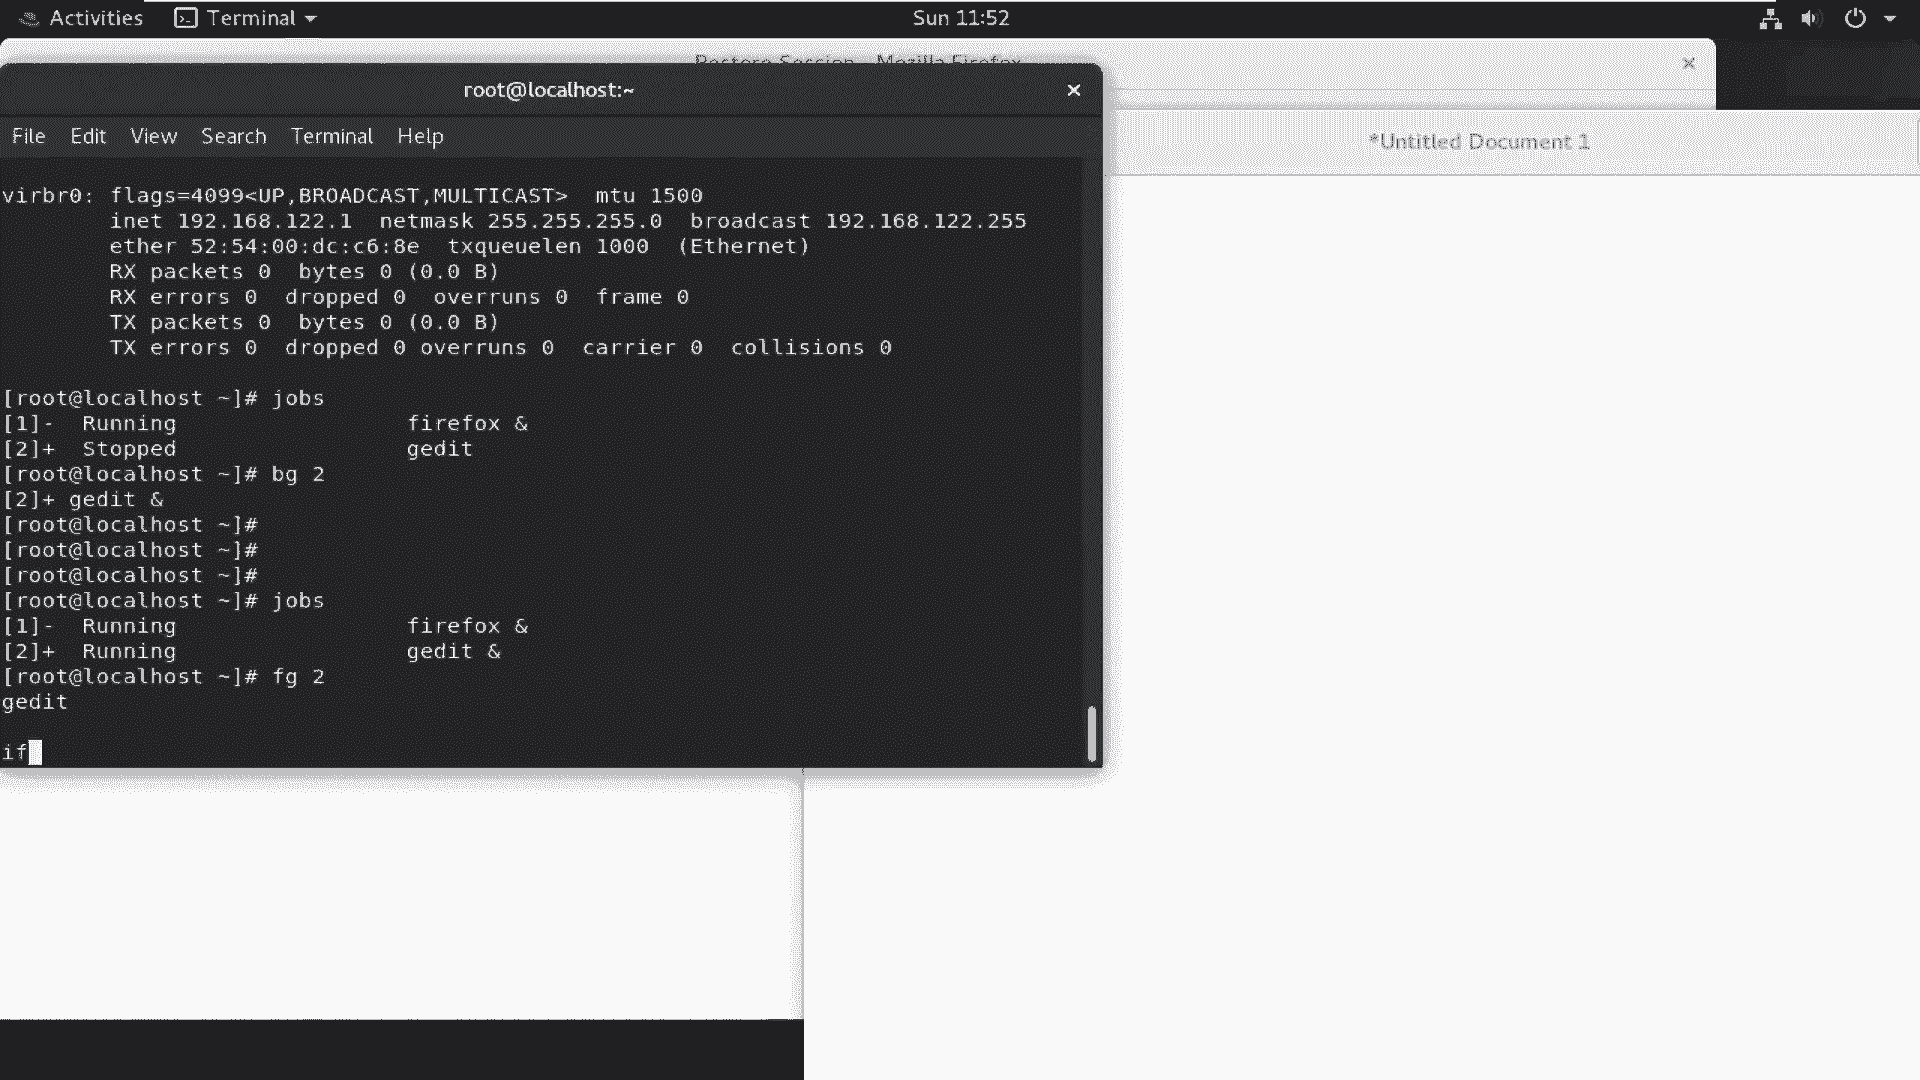 Activities Terminal Sun 11:52
Restore Session - Mozilla Firefox
root@localhost:~
File Edit View Search Terminal Help
*Untitled Document 1
virbr0: flags=4099<UP,BROADCAST,MULTICAST>  mtu 1500
        inet 192.168.122.1  netmask 255.255.255.0  broadcast 192.168.122.255
        ether 52:54:00:dc:c6:8e  txqueuelen 1000  (Ethernet)
        RX packets 0  bytes 0 (0.0 B)
        RX errors 0  dropped 0  overruns 0  frame 0
        TX packets 0  bytes 0 (0.0 B)
        TX errors 0  dropped 0 overruns 0  carrier 0  collisions 0
[root@localhost ~]# jobs
[1]-  Running                 firefox &
[2]+  Stopped                 gedit
[root@localhost ~]# bg 2
[2]+ gedit &
[root@localhost ~]#
[root@localhost ~]#
[root@localhost ~]#
[root@localhost ~]# jobs
[1]-  Running                 firefox &
[2]+  Running                 gedit &
[root@localhost ~]# fg 2
gedit
if